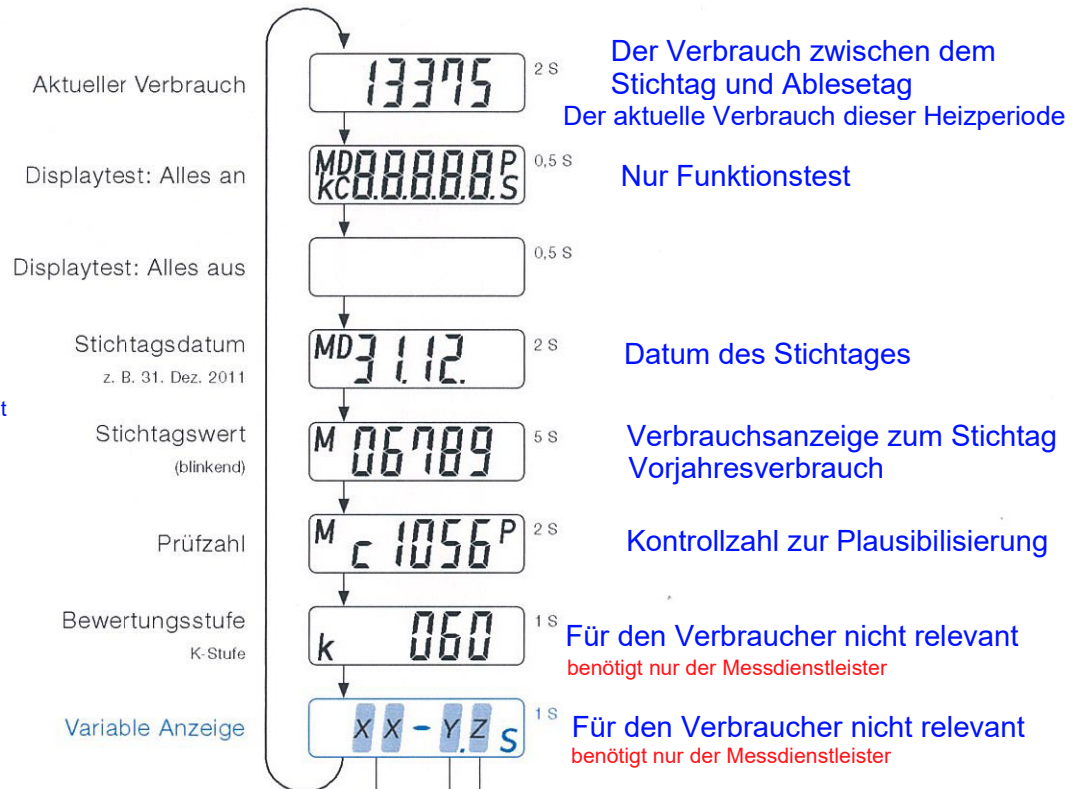 Aktueller Verbrauch
13375
2 S
Der Verbrauch zwischen dem
Stichtag und Ablesetag
Der aktuelle Verbrauch dieser Heizperiode
Displaytest: Alles an
MD 8.8.8.8.8. P
KC S
0,5 S
Nur Funktionstest
Displaytest: Alles aus
0,5 S
Stichtagsdatum
z. B. 31. Dez. 2011
MD 31.12.
2 S
Datum des Stichtages
t
Stichtagswert
(blinkend)
M 06789
5 S
Verbrauchsanzeige zum Stichtag
Vorjahresverbrauch
Prüfzahl
M c 1056 P
2 S
Kontrollzahl zur Plausibilisierung
Bewertungsstufe
K-Stufe
k 060
1 S
Für den Verbraucher nicht relevant
benötigt nur der Messdienstleister
Variable Anzeige
X X - Y. Z S
1 S
Für den Verbraucher nicht relevant
benötigt nur der Messdienstleister